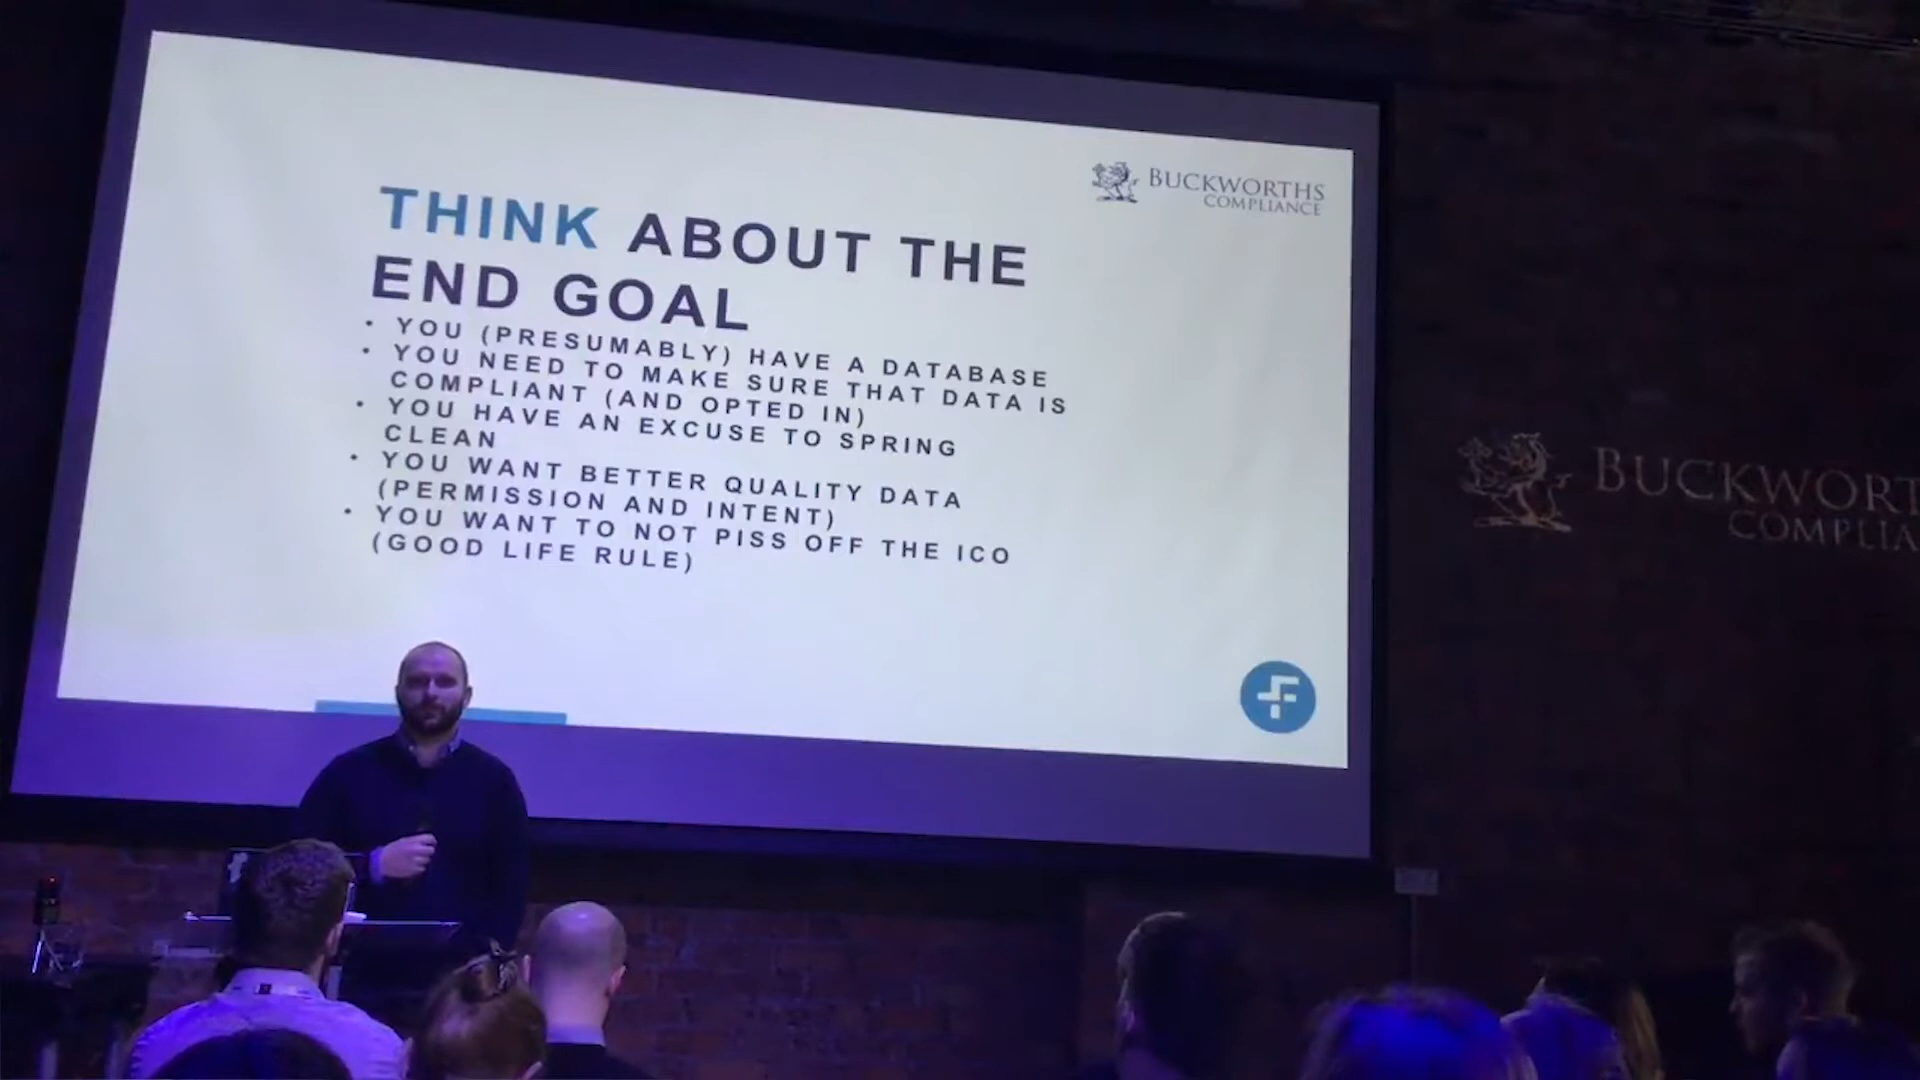 BUCKWORTHS
COMPLIANCE
THINK ABOUT THE
END GOAL
• YOU (PRESUMABLY) HAVE A DATABASE
• YOU NEED TO MAKE SURE THAT DATA IS
COMPLIANT (AND OPTED IN)
• YOU HAVE AN EXCUSE TO SPRING
CLEAN
• YOU WANT BETTER QUALITY DATA
(PERMISSION AND INTENT)
• YOU WANT TO NOT PISS OFF THE ICO
(GOOD LIFE RULE)
BUCKWORT
COMPLIA